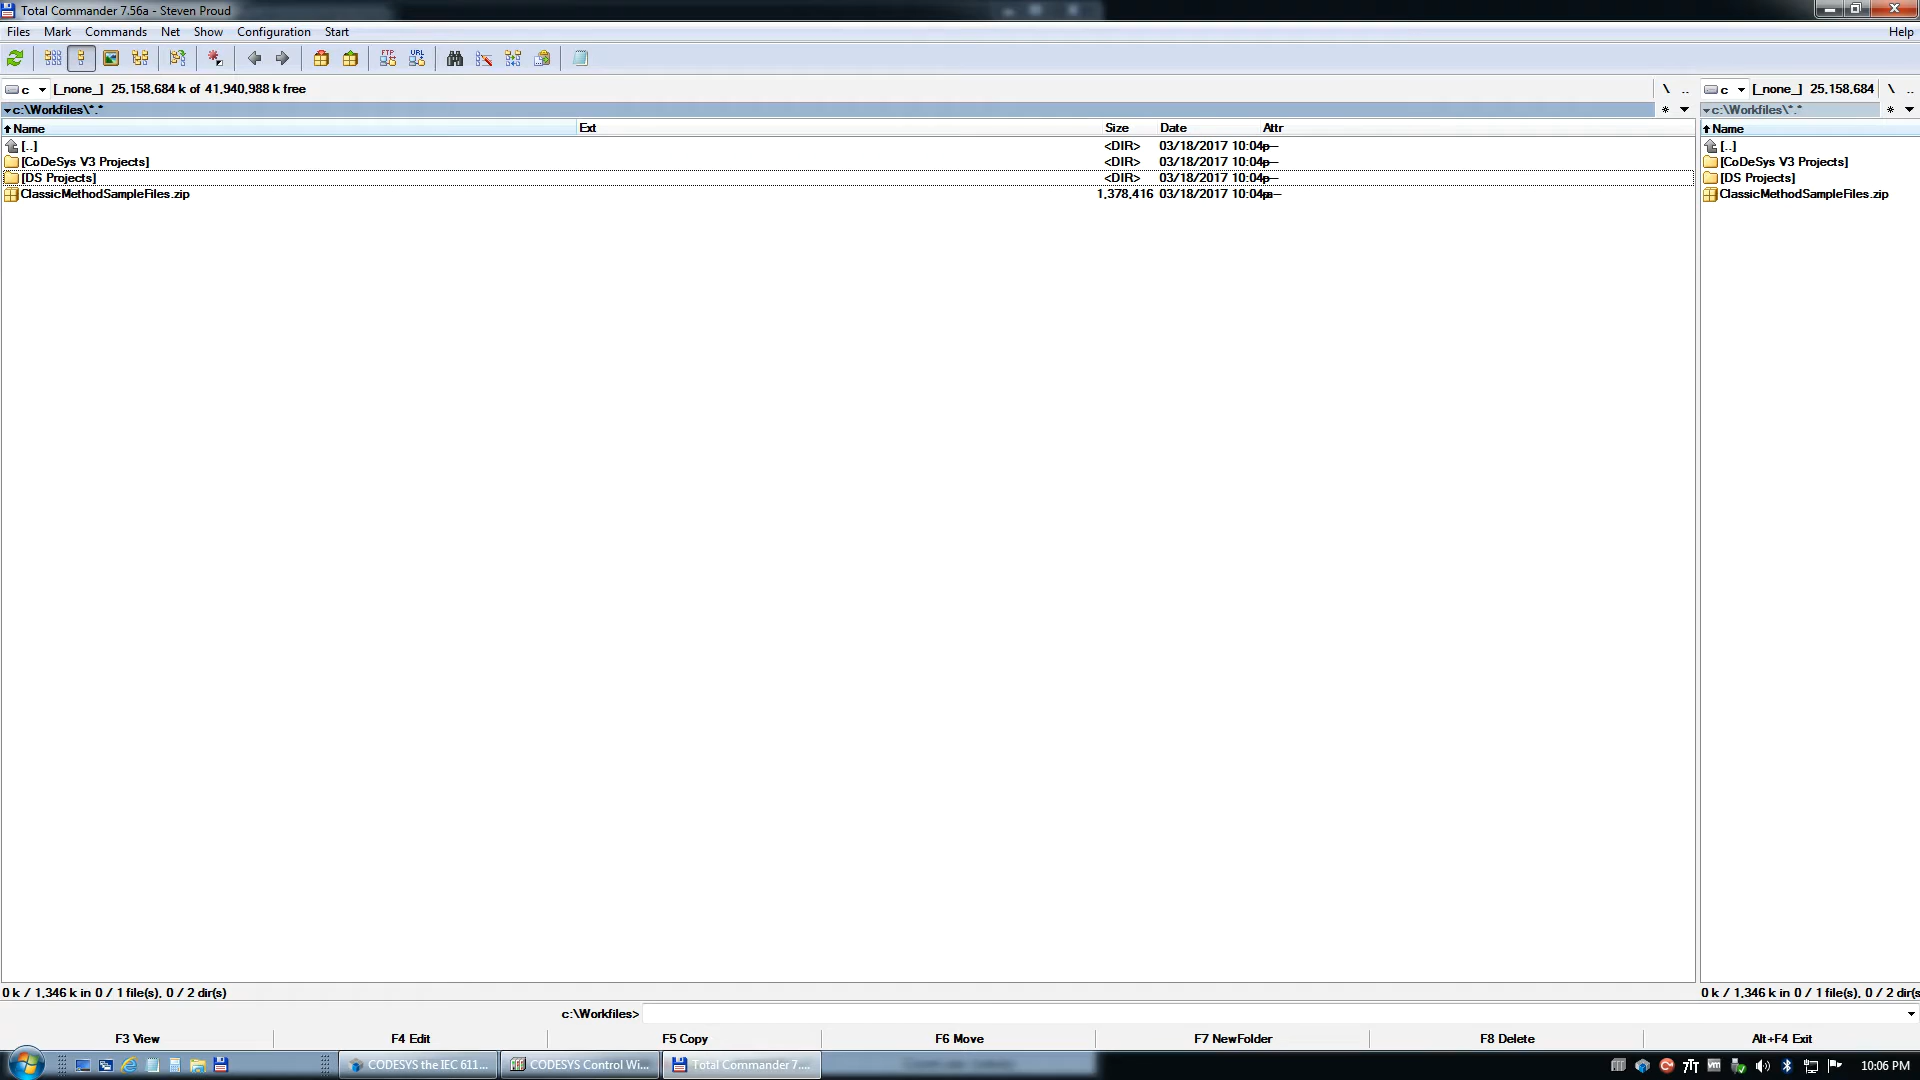 Total Commander 7.56a - Steven Proud
Files Mark Commands Net Show Configuration Start Help
FTP URL
c [_none_] 25,158,684 k of 41,940,988 k free \ .. c [_none_] 25,158,684 \ ..
c:\Workfiles\*.* * c:\Workfiles\*.* *
Name Ext Size Date Attr Name
[..] <DIR> 03/18/2017 10:04p--- [..]
[CoDeSys V3 Projects] <DIR> 03/18/2017 10:04p--- [CoDeSys V3 Projects]
[DS Projects] <DIR> 03/18/2017 10:04p--- [DS Projects]
ClassicMethodSampleFiles.zip 1,378,416 03/18/2017 10:04 ClassicMethodSampleFiles.zip
0 k / 1,346 k in 0 / 1 file(s), 0 / 2 dir(s) 0 k / 1,346 k in 0 / 1 file(s), 0 / 2 dir(s
c:\Workfiles>
F3 View F4 Edit F5 Copy F6 Move F7 NewFolder F8 Delete Alt+F4 Exit
CODESYS the IEC 611... CODESYS Control Wi... Total Commander 7.... 10:06 PM